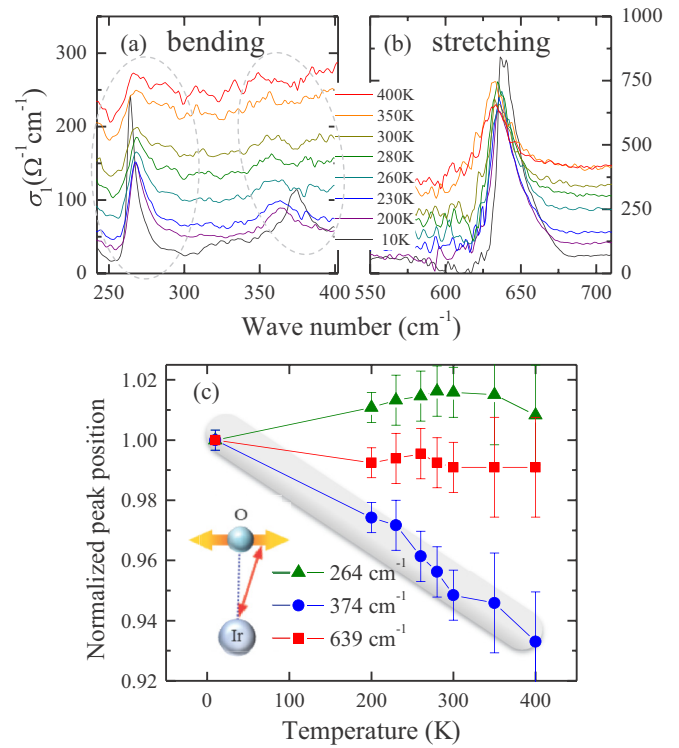 (a) bending
(b) stretching
300
200
100
0
σ₁(Ω⁻¹cm⁻¹)
1000
750
500
250
0
400K
350K
300K
280K
260K
230K
200K
10K
250 300 350 400 550 600 650 700
Wave number (cm⁻¹)
(c)
1.02
1.00
0.98
0.96
0.94
0.92
Normalized peak position
O
Ir
264 cm⁻¹
374 cm⁻¹
639 cm⁻¹
0 100 200 300 400
Temperature (K)